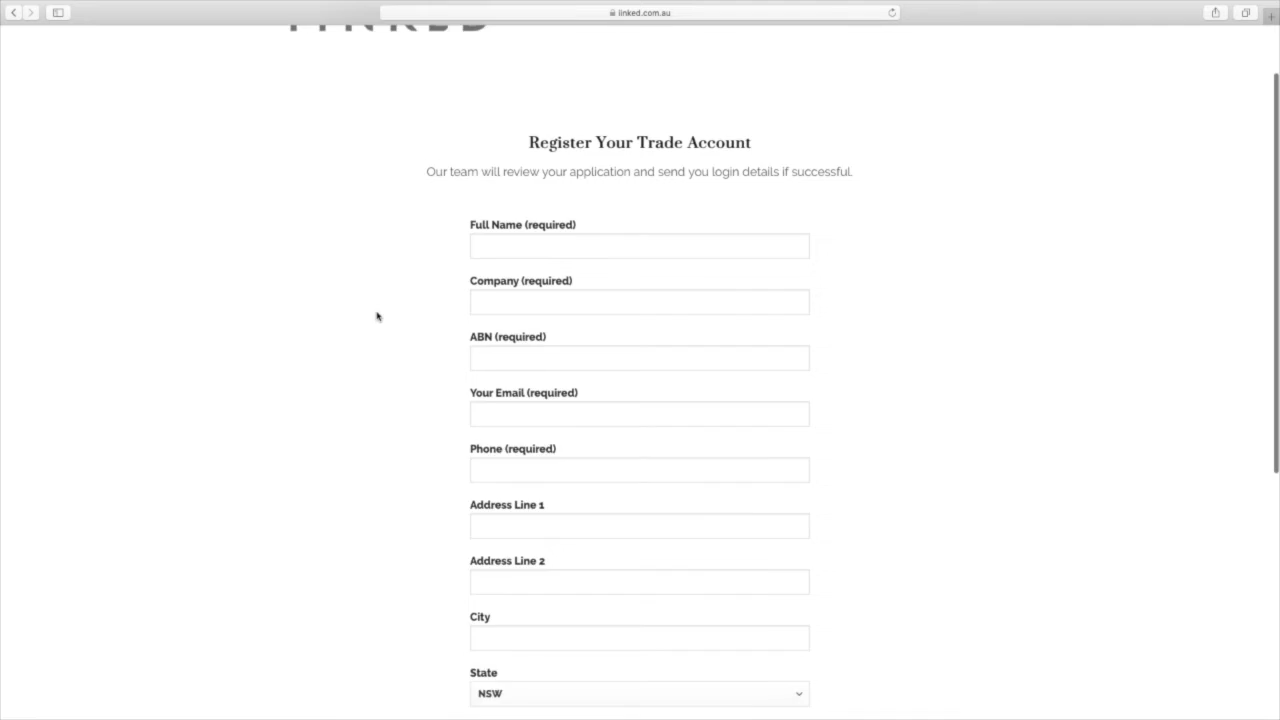 iinked.com.au
Register Your Trade Account
Our team will review your application and send you login details if successful.
Full Name (required)
Company (required)
ABN (required)
Your Email (required)
Phone (required)
Address Line 1
Address Line 2
City
State
NSW